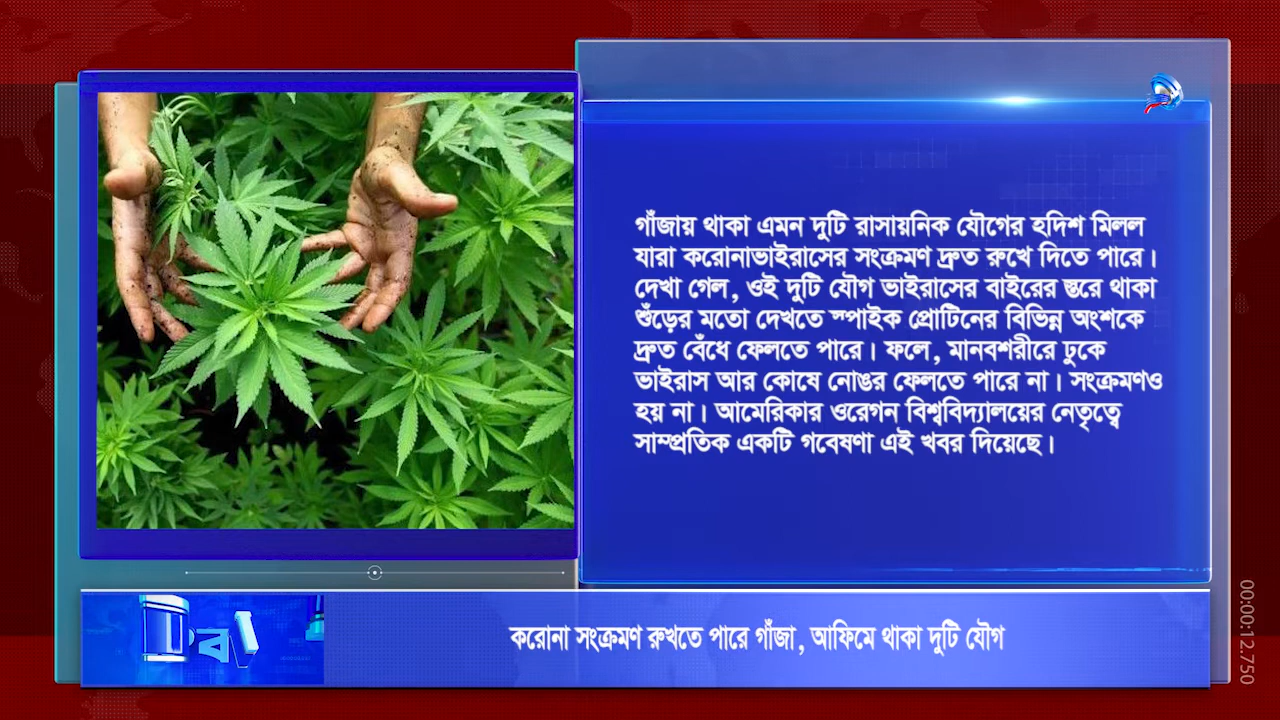 গাঁজায় থাকা এমন দুটি রাসায়নিক যৌগের হদিশ মিলল
যারা করোনাভাইরাসের সংক্রমণ দ্রুত রুখে দিতে পারে।
দেখা গেল, ওই দুটি যৌগ ভাইরাসের বাইরের স্তরে থাকা
শুঁড়ের মতো দেখতে স্পাইক প্রোটিনের বিভিন্ন অংশকে
দ্রুত বেঁধে ফেলতে পারে। ফলে, মানবশরীরে ঢুকে
ভাইরাস আর কোষে নোঙর ফেলতে পারে না। সংক্রমণও
হয় না। আমেরিকার ওরেগন বিশ্ববিদ্যালয়ের নেতৃত্বে
সাম্প্রতিক একটি গবেষণা এই খবর দিয়েছে।
করোনা সংক্রমণ রুখতে পারে গাঁজা, আফিমে থাকা দুটি যৌগ
00:00:12.750